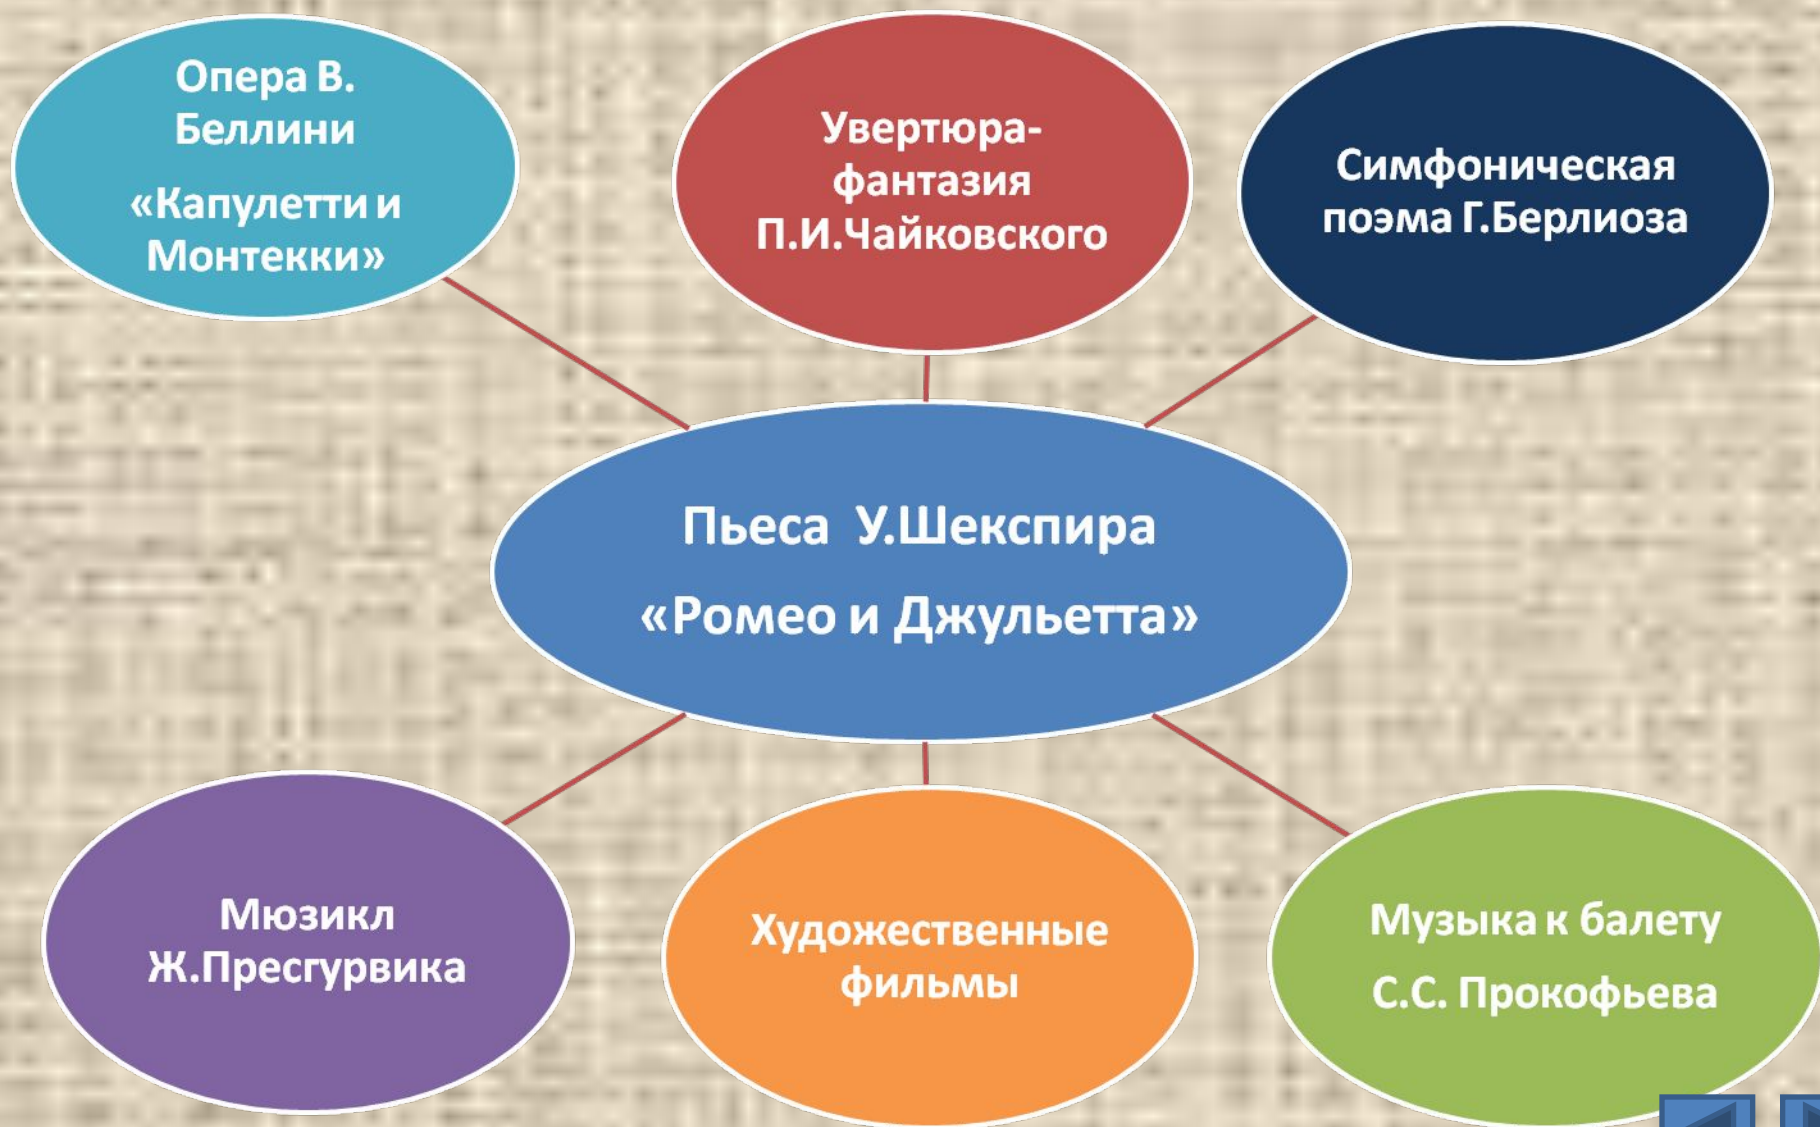 Опера В.
Беллини
«Капулетти и
Монтекки»
Увертюра-
фантазия
П.И.Чайковского
Симфоническая
поэма Г.Берлиоза
Пьеса  У.Шекспира
«Ромео и Джульетта»
Мюзикл
Ж.Пресгурвика
Художественные
фильмы
Музыка к балету
С.С. Прокофьева